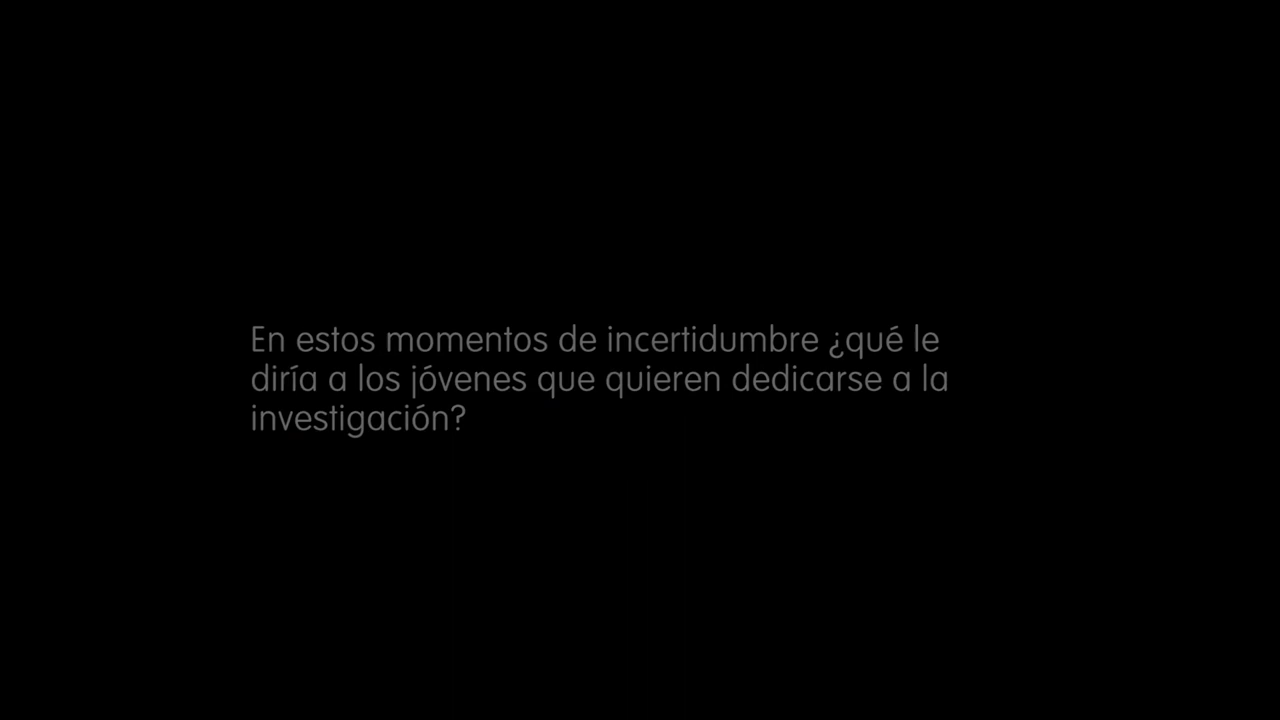 En estos momentos de incertidumbre ¿qué le
diría a los jóvenes que quieren dedicarse a la
investigación?